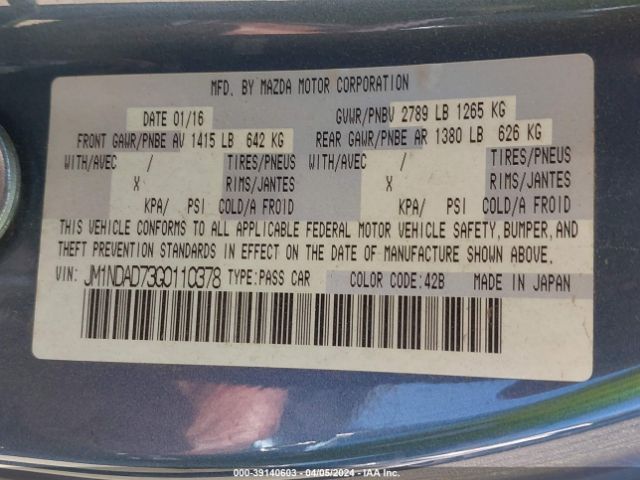 MFD. BY MAZDA MOTOR CORPORATION
DATE 01/16 GVWR/PNBV 2789 LB 1265 KG
FRONT GAWR/PNBE AV 1415 LB 642 KG REAR GAWR/PNBE AR 1380 LB 626 KG
WITH/AVEC / TIRES/PNEUS WITH/AVEC / TIRES/PNEUS
X RIMS/JANTES X RIMS/JANTES
KPA/ PSI COLD/A FROID KPA/ PSI COLD/A FROID
THIS VEHICLE CONFORMS TO ALL APPLICABLE FEDERAL MOTOR VEHICLE SAFETY, BUMPER, AND
THEFT PREVENTION STANDARDS IN EFFECT ON THE DATE OF MANUFACTURE SHOWN ABOVE.
VIN: JM1NDAD73G0110378 TYPE:PASS CAR COLOR CODE:42B MADE IN JAPAN
000-39140603 - 04/05/2024 - IAAI.com